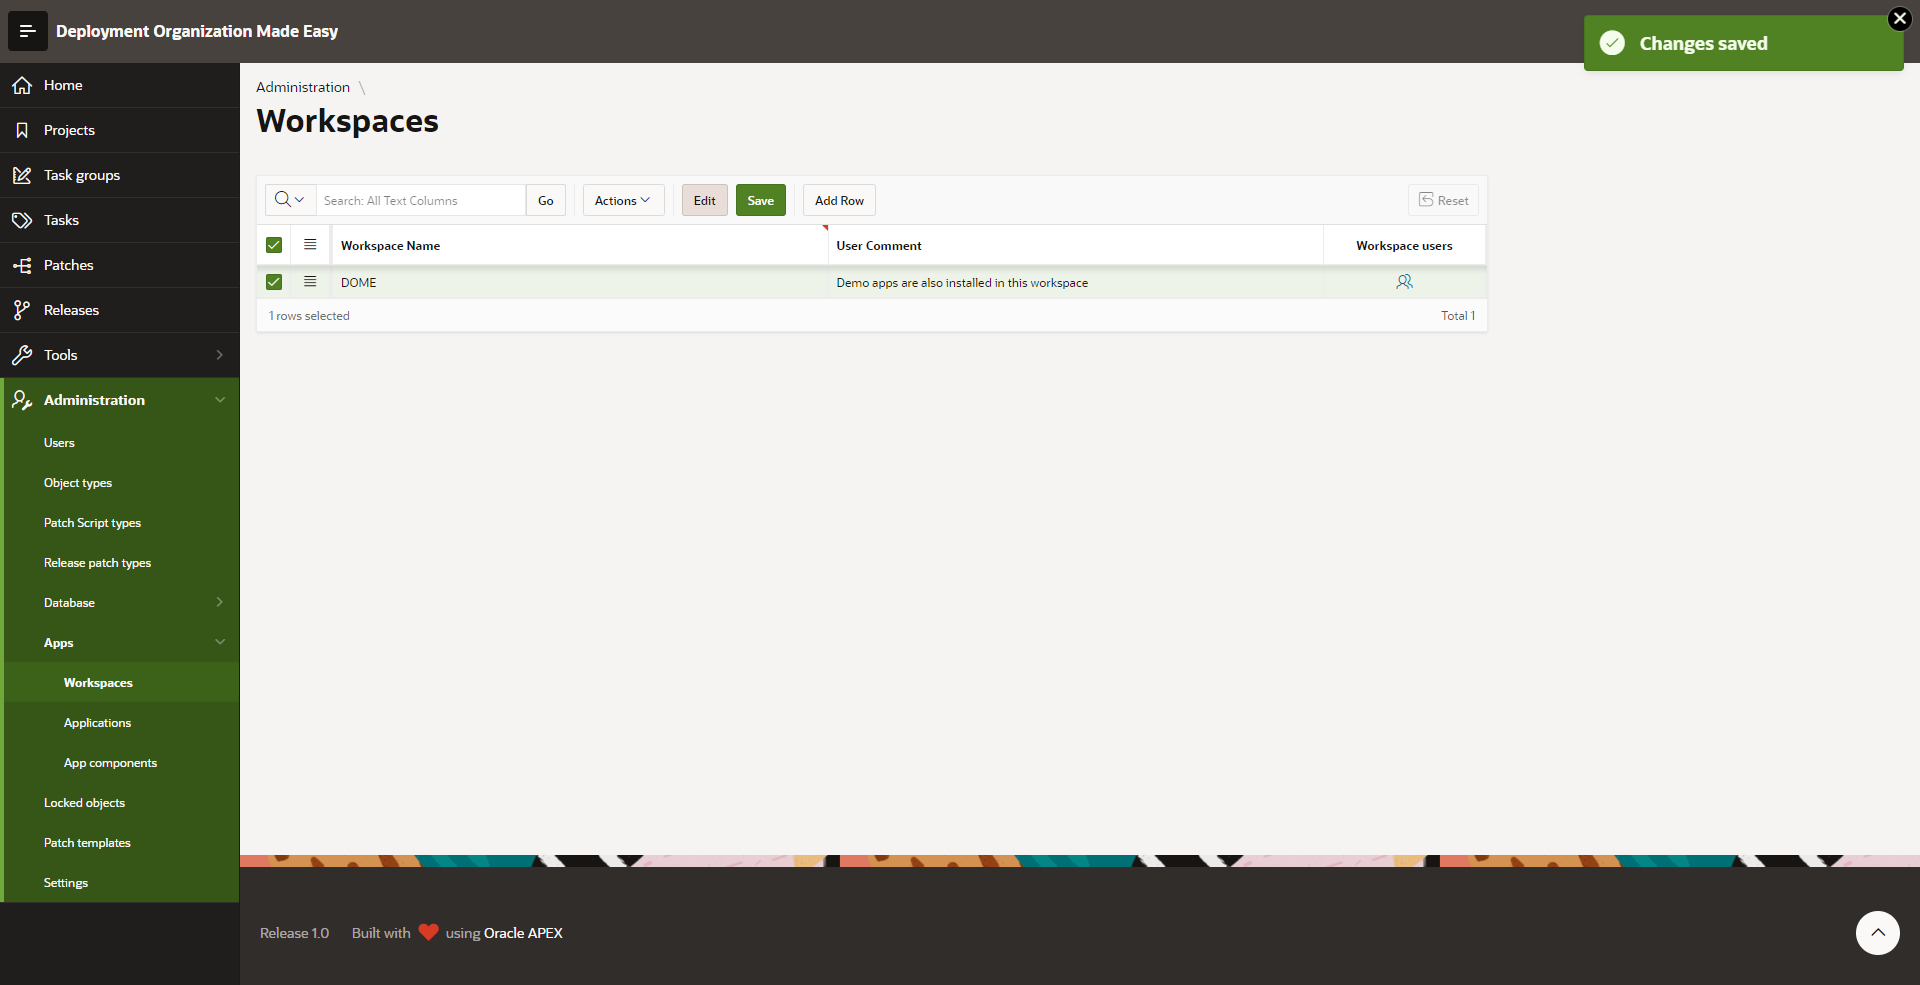 Deployment Organization Made Easy
Changes saved
Home
Projects
Task groups
Tasks
Patches
Releases
Tools
Administration
Users
Object types
Patch Script types
Release patch types
Database
Apps
Workspaces
Applications
App components
Locked objects
Patch templates
Settings
Administration \
Workspaces
Search: All Text Columns Go Actions Edit Save Add Row Reset
Workspace Name User Comment Workspace users
DOME Demo apps are also installed in this workspace
1 rows selected Total 1
Release 1.0 Built with ❤ using Oracle APEX